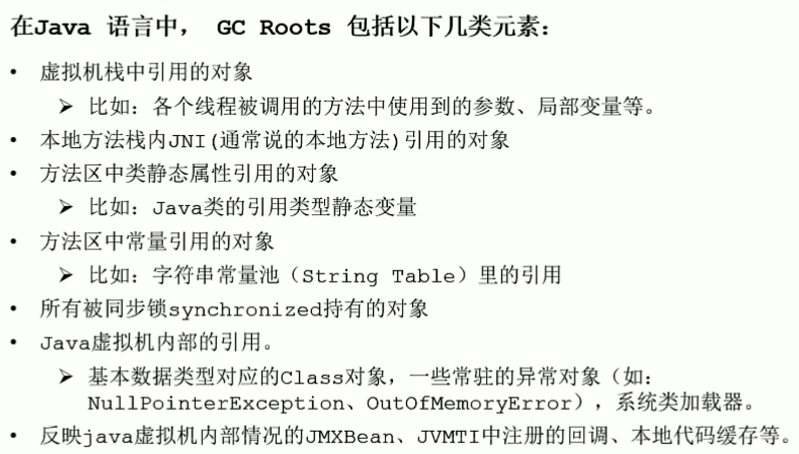 在Java 语言中， GC Roots 包括以下几类元素：
• 虚拟机栈中引用的对象
➢ 比如：各个线程被调用的方法中使用到的参数、局部变量等。
• 本地方法栈内JNI(通常说的本地方法)引用的对象
• 方法区中类静态属性引用的对象
➢ 比如：Java类的引用类型静态变量
• 方法区中常量引用的对象
➢ 比如：字符串常量池（String Table）里的引用
• 所有被同步锁synchronized持有的对象
• Java虚拟机内部的引用。
➢ 基本数据类型对应的Class对象，一些常驻的异常对象（如：
NullPointerException、OutOfMemoryError），系统类加载器。
• 反映java虚拟机内部情况的JMXBean、JVMTI中注册的回调、本地代码缓存等。